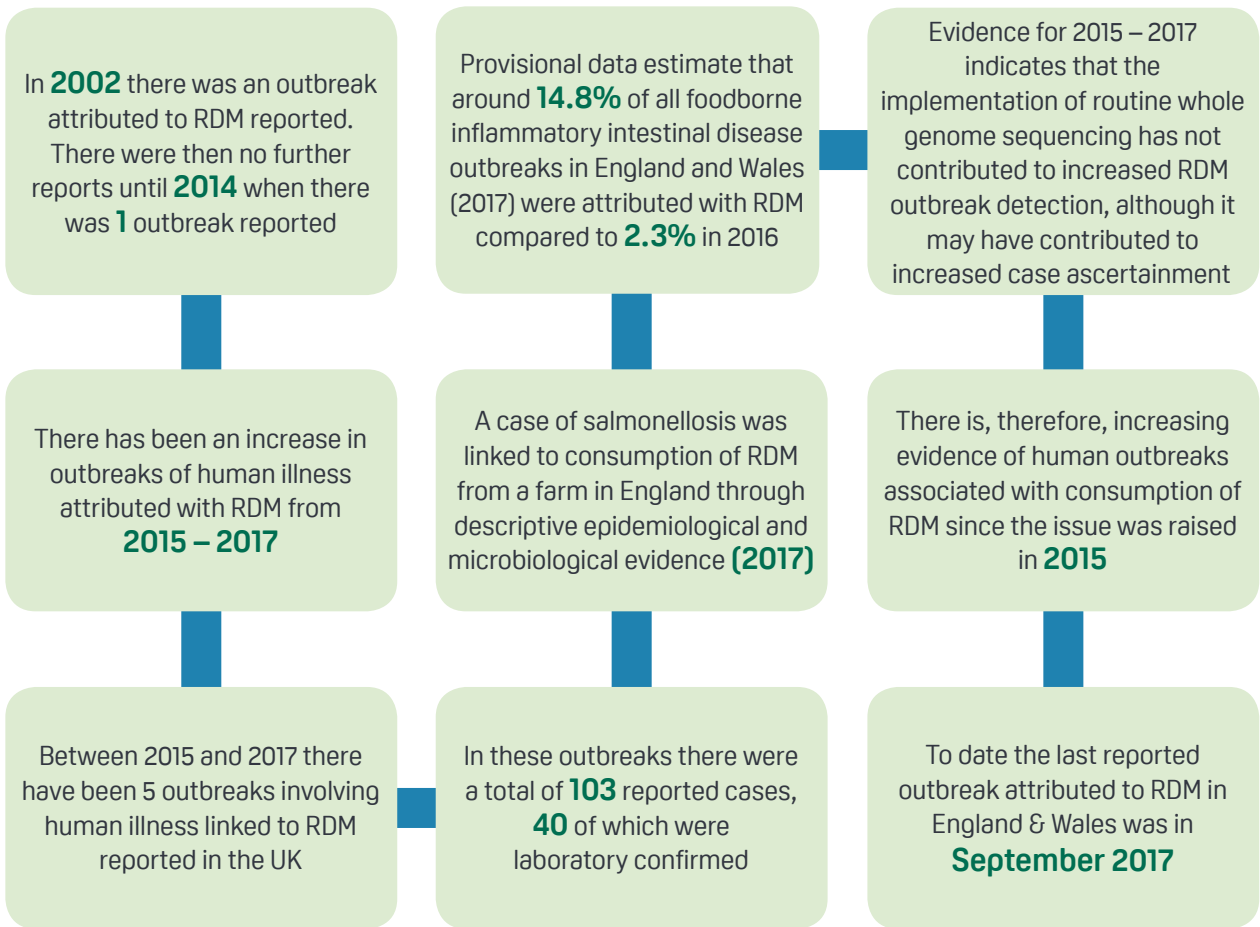 In 2002 there was an outbreak
attributed to RDM reported.
There were then no further
reports until 2014 when there
was 1 outbreak reported
There has been an increase in
outbreaks of human illness
attributed with RDM from
2015 – 2017
Between 2015 and 2017 there
have been 5 outbreaks involving
human illness linked to RDM
reported in the UK
In these outbreaks there were
a total of 103 reported cases,
40 of which were
laboratory confirmed
A case of salmonellosis was
linked to consumption of RDM
from a farm in England through
descriptive epidemiological and
microbiological evidence (2017)
Provisional data estimate that
around 14.8% of all foodborne
inflammatory intestinal disease
outbreaks in England and Wales
(2017) were attributed with RDM
compared to 2.3% in 2016
Evidence for 2015 – 2017
indicates that the
implementation of routine whole
genome sequencing has not
contributed to increased RDM
outbreak detection, although it
may have contributed to
increased case ascertainment
There is, therefore, increasing
evidence of human outbreaks
associated with consumption of
RDM since the issue was raised
in 2015
To date the last reported
outbreak attributed to RDM in
England & Wales was in
September 2017